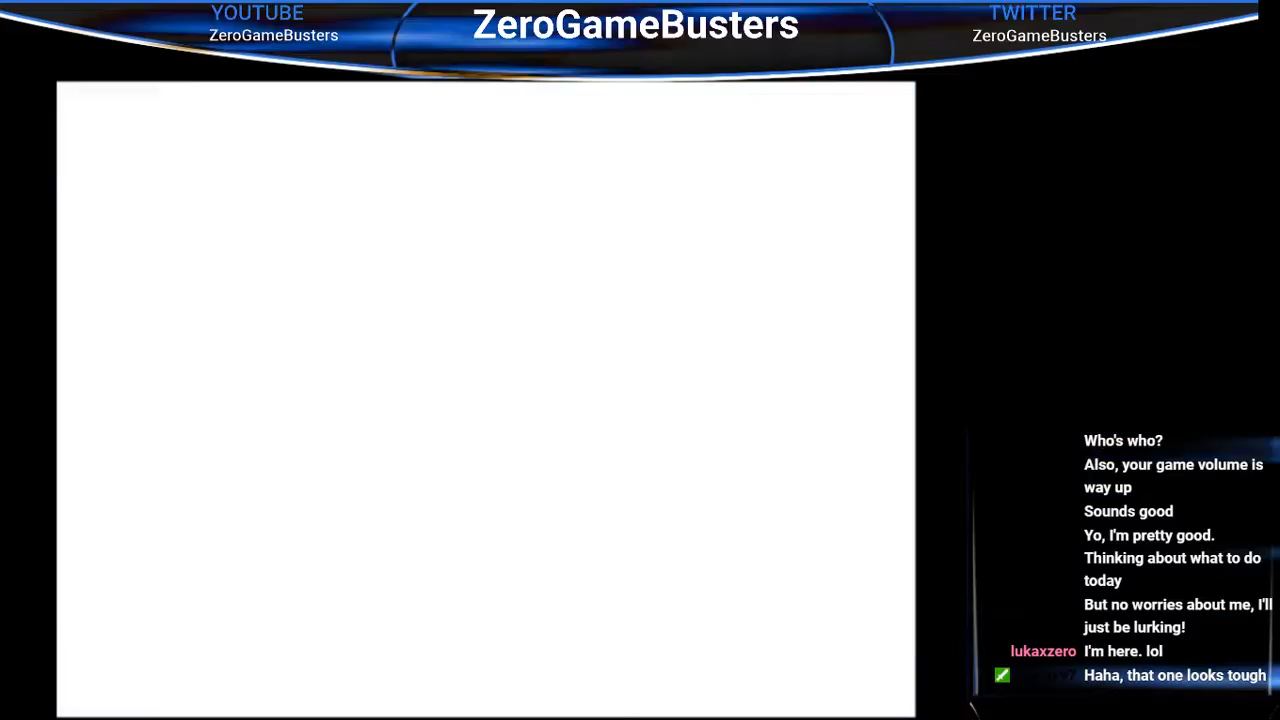 YOUTUBE
ZeroGameBusters
ZeroGameBusters
TWITTER
ZeroGameBusters
Who's who?
Also, your game volume is
way up
Sounds good
Yo, I'm pretty good.
Thinking about what to do
today
But no worries about me, I'll
just be lurking!
lukaxzero I'm here. lol
Haha, that one looks tough